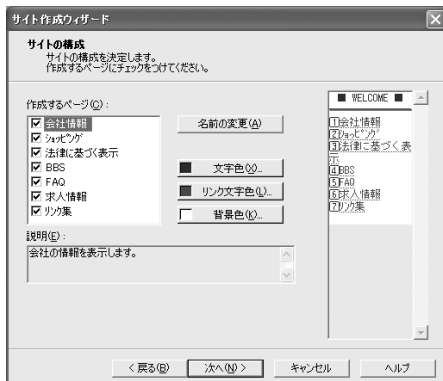 サイト作成ウィザード
サイトの構成
サイトの構成を決定します。
作成するページにチェックをつけてください。
作成するページ(C):
会社情報
ｼｮｯﾋﾟﾝｸﾞ
法律に基づく表示
BBS
FAQ
求人情報
ﾘﾝｸ集
名前の変更(A)
文字色(X)...
リンク文字色(L)...
背景色(K)...
説明(E):
会社の情報を表示します。
■ WELCOME ■
1会社情報
2ｼｮｯﾋﾟﾝｸﾞ
3法律に基づく表
示
4BBS
5FAQ
6求人情報
7ﾘﾝｸ集
< 戻る(B)
次へ(N) >
キャンセル
ヘルプ